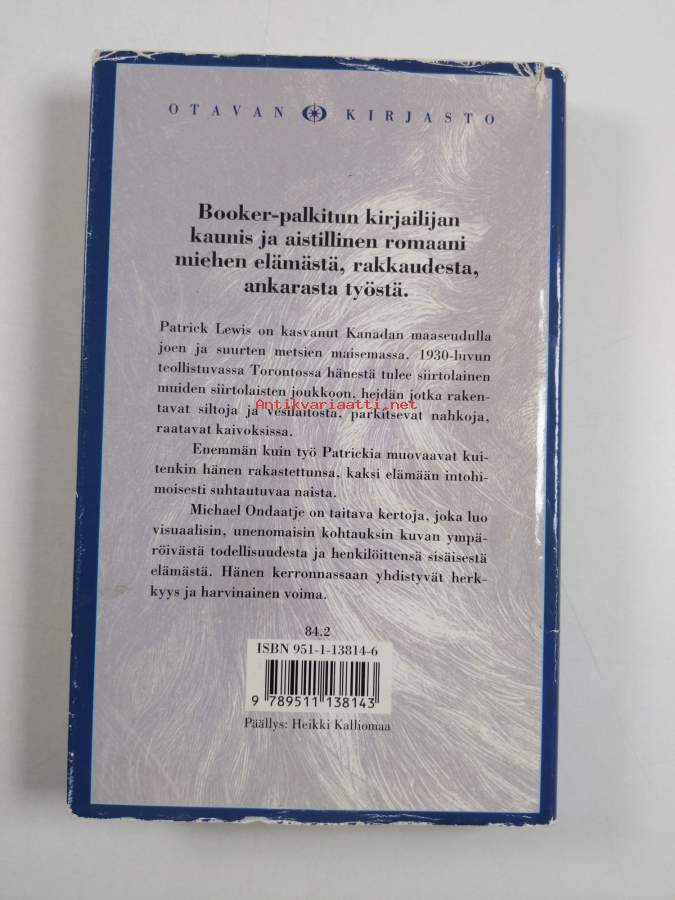 OTAVAN KIRJASTO
Booker-palkitun kirjailijan
kaunis ja aistillinen romaani
miehen elämästä, rakkaudesta,
ankarasta työstä.
Patrick Lewis on kasvanut Kanadan maaseudulla
joen ja suurten metsien maisemassa. 1930-luvun
teollistuvassa Torontossa hänestä tulee siirtolainen
muiden siirtolaisten joukkoon, heidän jotka raken-
Antikvariaatti.net
tavat siltoja ja vesilaitosta, parkitsevat nahkoja,
raatavat kaivoksissa.
Enemmän kuin työ Patrickia muovaavat kui-
tenkin hänen rakastettunsa, kaksi elämään intohi-
moisesti suhtautuvaa naista.
Michael Ondaatje on taitava kertoja, joka luo
visuaalisin, unenomaisin kohtauksin kuvan ympä-
röivästä todellisuudesta ja henkilöittensä sisäisestä
elämästä. Hänen kerronnassaan yhdistyvät herk-
kyys ja harvinainen voima.
84.2
ISBN 951-1-13814-6
9 789511 138143
Päällys: Heikki Kalliomaa